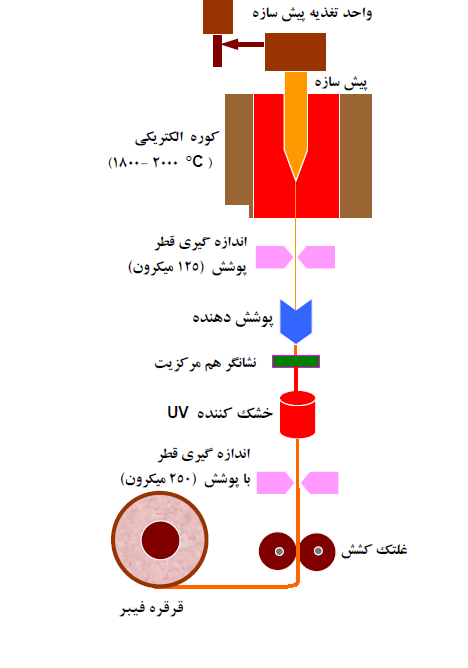 واحد تغذیه پیش سازه
پیش سازه
کوره الکتریکی
(۱۸۰۰- ۲۰۰۰ °C )
اندازه گیری قطر
پوشش (۱۲۵ میکرون)
پوشش دهنده
نشانگر هم مرکزیت
خشک کننده UV
اندازه گیری قطر
با پوشش (۲۵۰ میکرون)
غلتک کشش
قرقره فیبر